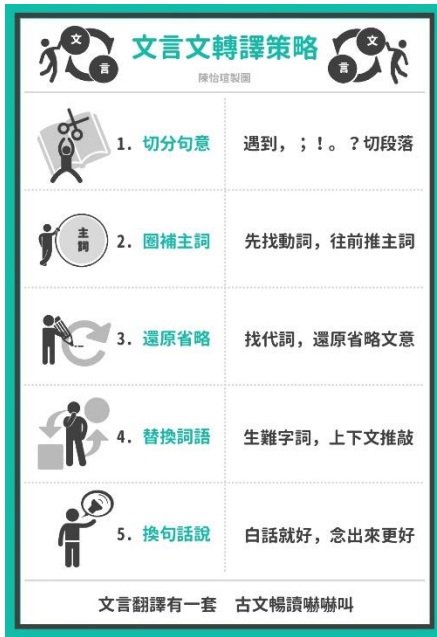 文 言
文言文轉譯策略
文 言
陳怡瑄製圖
1. 切分句意 遇到，；！。？切段落
主詞
2. 圈補主詞 先找動詞，往前推主詞
3. 還原省略 找代詞，還原省略文意
4. 替換詞語 生難字詞，上下文推敲
5. 換句話說 白話就好，念出來更好
文言翻譯有一套 古文暢讀嚇嚇叫